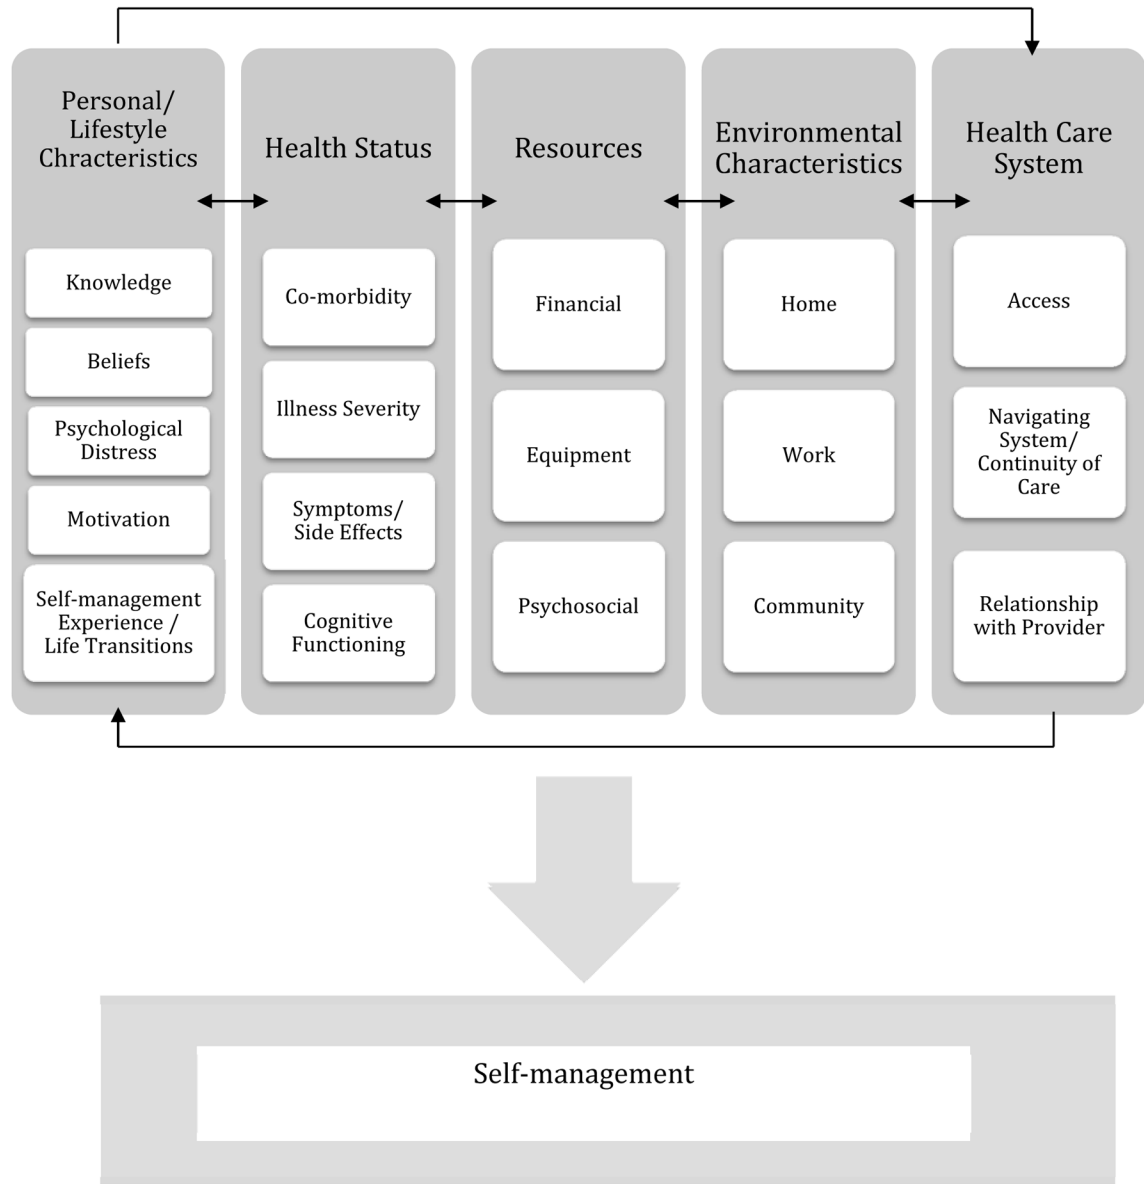 Personal/
Lifestyle
Chracteristics
Knowledge
Beliefs
Psychological
Distress
Motivation
Self-management
Experience /
Life Transitions
Health Status
Co-morbidity
Illness Severity
Symptoms/
Side Effects
Cognitive
Functioning
Resources
Financial
Equipment
Psychosocial
Environmental
Characteristics
Home
Work
Community
Health Care
System
Access
Navigating
System/
Continuity of
Care
Relationship
with Provider
Self-management